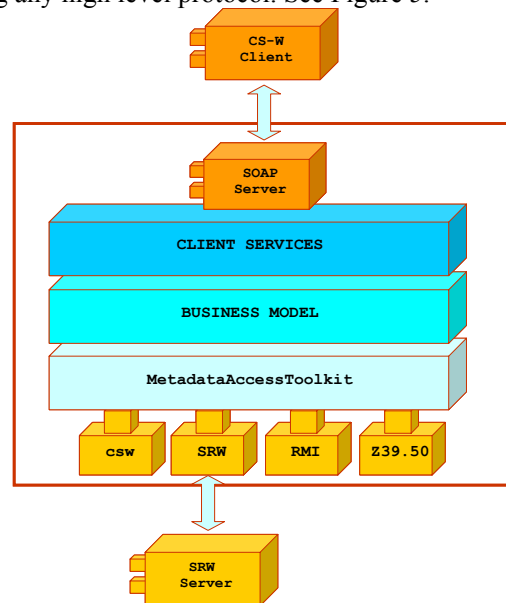 g any high level protocol. See Figure 5.
CS-W
Client
SOAP
Server
CLIENT SERVICES
BUSINESS MODEL
MetadataAccessToolkit
csw SRW RMI Z39.50
SRW
Server